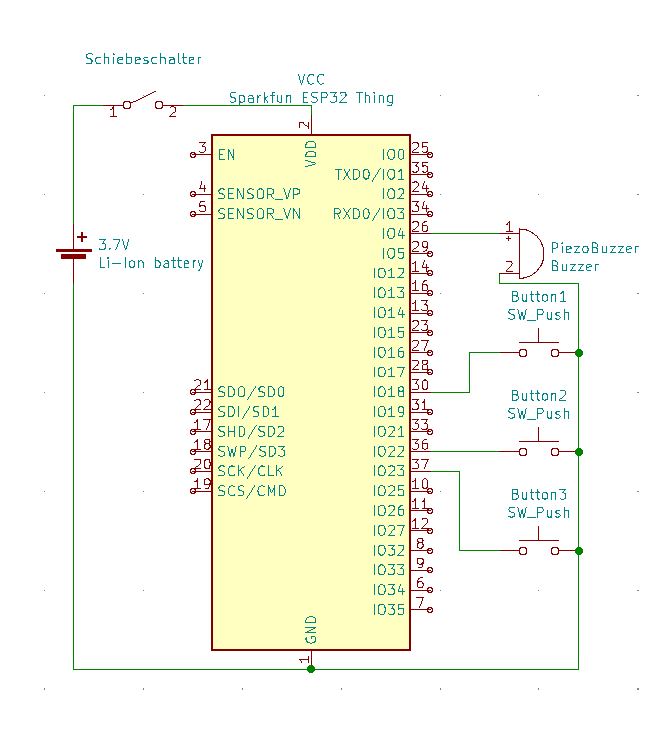 Schiebeschalter
1
2
VCC
Sparkfun ESP32 Thing
2
VDD
3 EN
4 SENSOR_VP
5 SENSOR_VN
21 SDO/SD0
22 SDI/SD1
17 SHD/SD2
18 SWP/SD3
20 SCK/CLK
19 SCS/CMD
IO0 25
TXD0/IO1 35
IO2 24
RXD0/IO3 34
IO4 26
IO5 29
IO12 14
IO13 16
IO14 13
IO15 23
IO16 27
IO17 28
IO18 30
IO19 31
IO21 33
IO22 36
IO23 37
IO25 10
IO26 11
IO27 12
IO32 8
IO33 9
IO34 6
IO35 7
GND
1
+
3.7V
Li-Ion battery
1
+
2
PiezoBuzzer
Buzzer
Button1
SW_Push
Button2
SW_Push
Button3
SW_Push